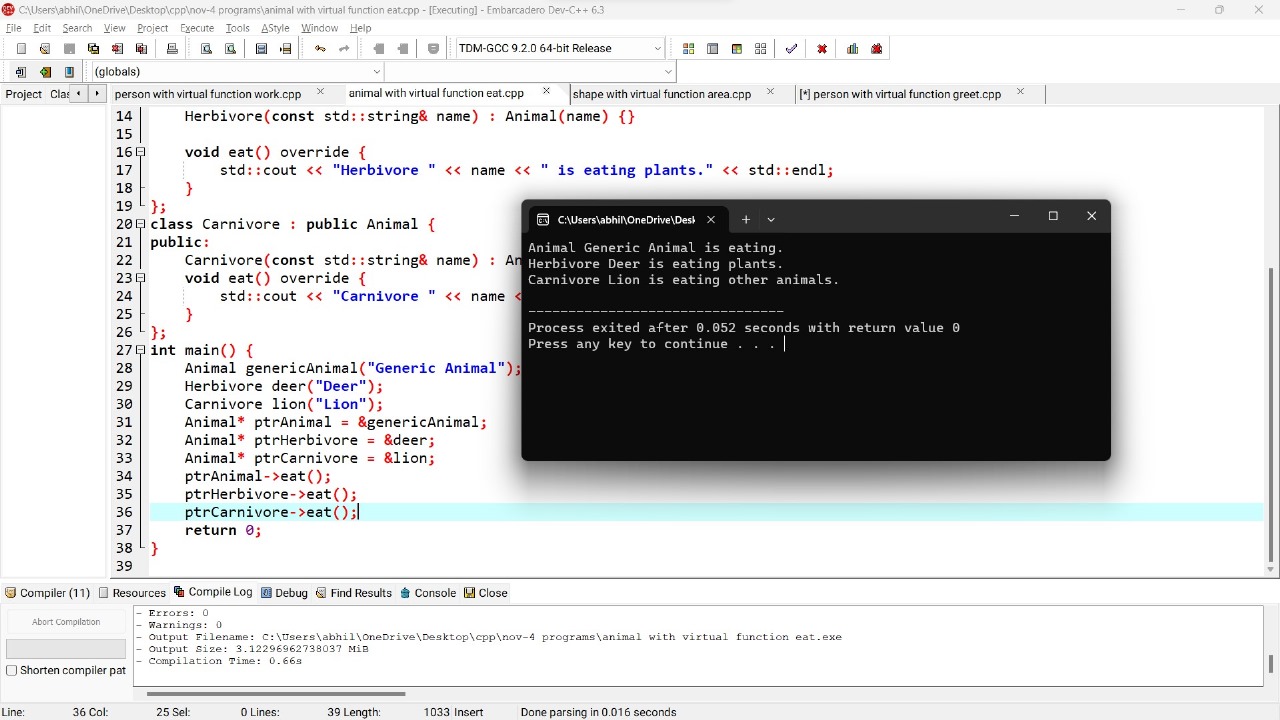 C:\Users\abhil\OneDrive\Desktop\cpp\nov-4 programs\animal with virtual function eat.cpp - [Executing] - Embarcadero Dev-C++ 6.3
File Edit Search View Project Execute Tools AStyle Window Help
TDM-GCC 9.2.0 64-bit Release
(globals)
Project Clas
person with virtual function work.cpp
animal with virtual function eat.cpp
shape with virtual function area.cpp
[*] person with virtual function greet.cpp
14 Herbivore(const std::string& name) : Animal(name) {}
15
16 void eat() override {
17 std::cout << "Herbivore " << name << " is eating plants." << std::endl;
18 }
19 };
20 class Carnivore : public Animal {
21 public:
22 Carnivore(const std::string& name) : An
23 void eat() override {
24 std::cout << "Carnivore " << name <
25 }
26 };
27 int main() {
28 Animal genericAnimal("Generic Animal");
29 Herbivore deer("Deer");
30 Carnivore lion("Lion");
31 Animal* ptrAnimal = &genericAnimal;
32 Animal* ptrHerbivore = &deer;
33 Animal* ptrCarnivore = &lion;
34 ptrAnimal->eat();
35 ptrHerbivore->eat();
36 ptrCarnivore->eat();
37 return 0;
38 }
39
C:\Users\abhil\OneDrive\Desk
Animal Generic Animal is eating.
Herbivore Deer is eating plants.
Carnivore Lion is eating other animals.
--------------------------------
Process exited after 0.052 seconds with return value 0
Press any key to continue . . .
Compiler (11) Resources Compile Log Debug Find Results Console Close
Abort Compilation
Shorten compiler pat
- Errors: 0
- Warnings: 0
- Output Filename: C:\Users\abhil\OneDrive\Desktop\cpp\nov-4 programs\animal with virtual function eat.exe
- Output Size: 3.12296962738037 MiB
- Compilation Time: 0.66s
Line: 36 Col: 25 Sel: 0 Lines: 39 Length: 1033 Insert Done parsing in 0.016 seconds